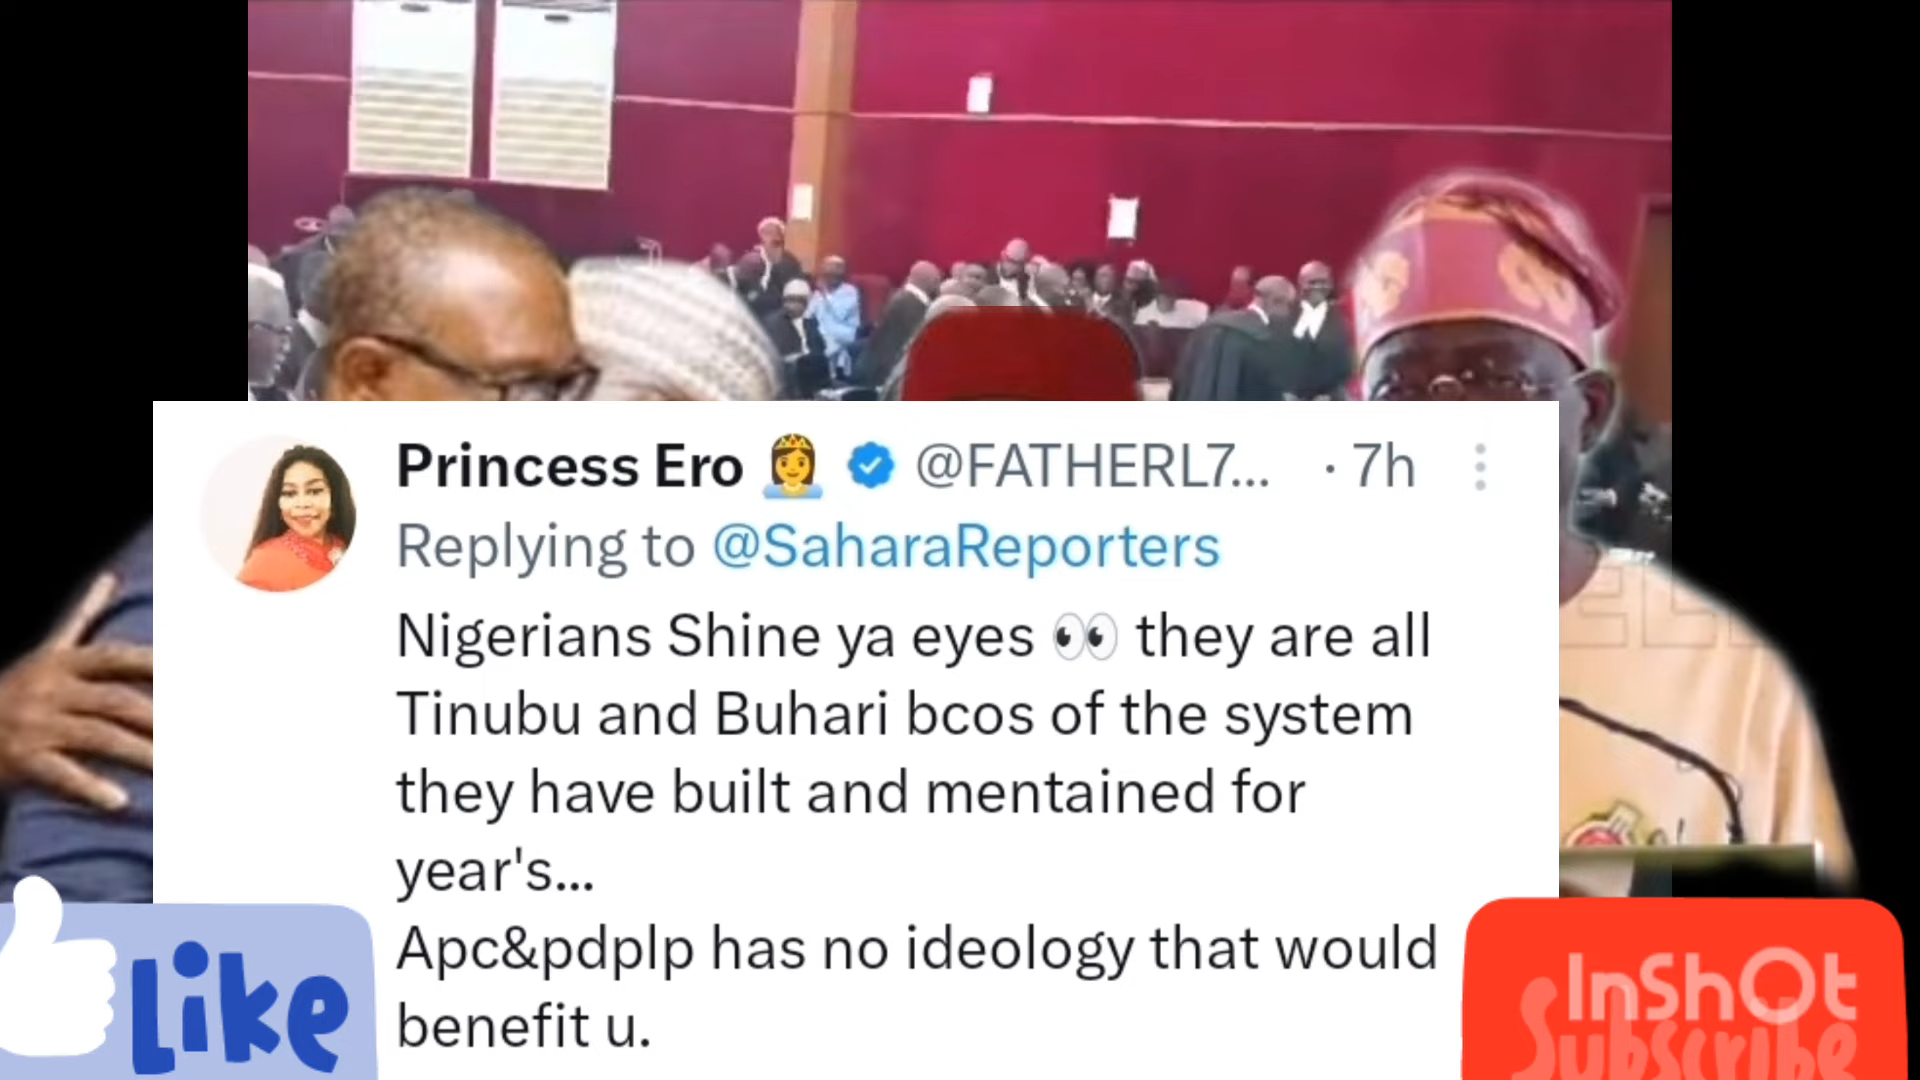 Princess Ero 👸 @FATHERL7... · 7h
Replying to @SaharaReporters
Nigerians Shine ya eyes 👀 they are all
Tinubu and Buhari bcos of the system
they have built and mentained for
year's...
Apc&pdplp has no ideology that would
benefit u.
Like
InShOt
Subscribe